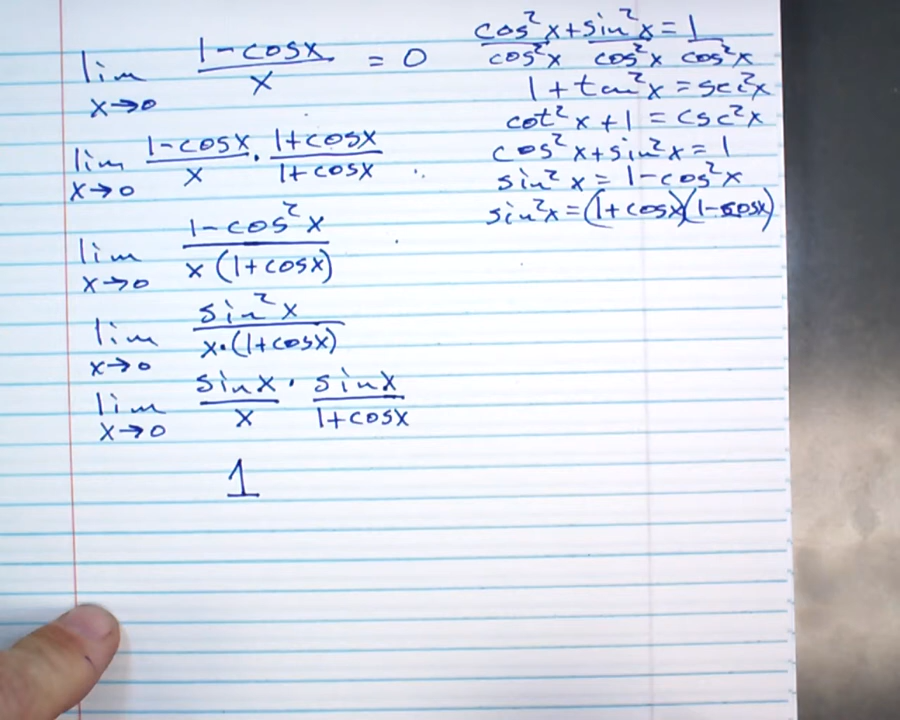 lim x→0 (1-cosx)/x = 0
lim x→0 (1-cosx)/x · (1+cosx)/(1+cosx)
lim x→0 (1-cos²x)/(x(1+cosx))
lim x→0 (sin²x)/(x·(1+cosx))
lim x→0 (sinx)/x · (sinx)/(1+cosx)
1
(cos²x)/(cos²x) + (sin²x)/(cos²x) = 1/(cos²x)
1+tan²x = sec²x
cot²x+1 = csc²x
cos²x+sin²x = 1
sin²x = 1-cos²x
sin²x = (1+cosx)(1-cosx)